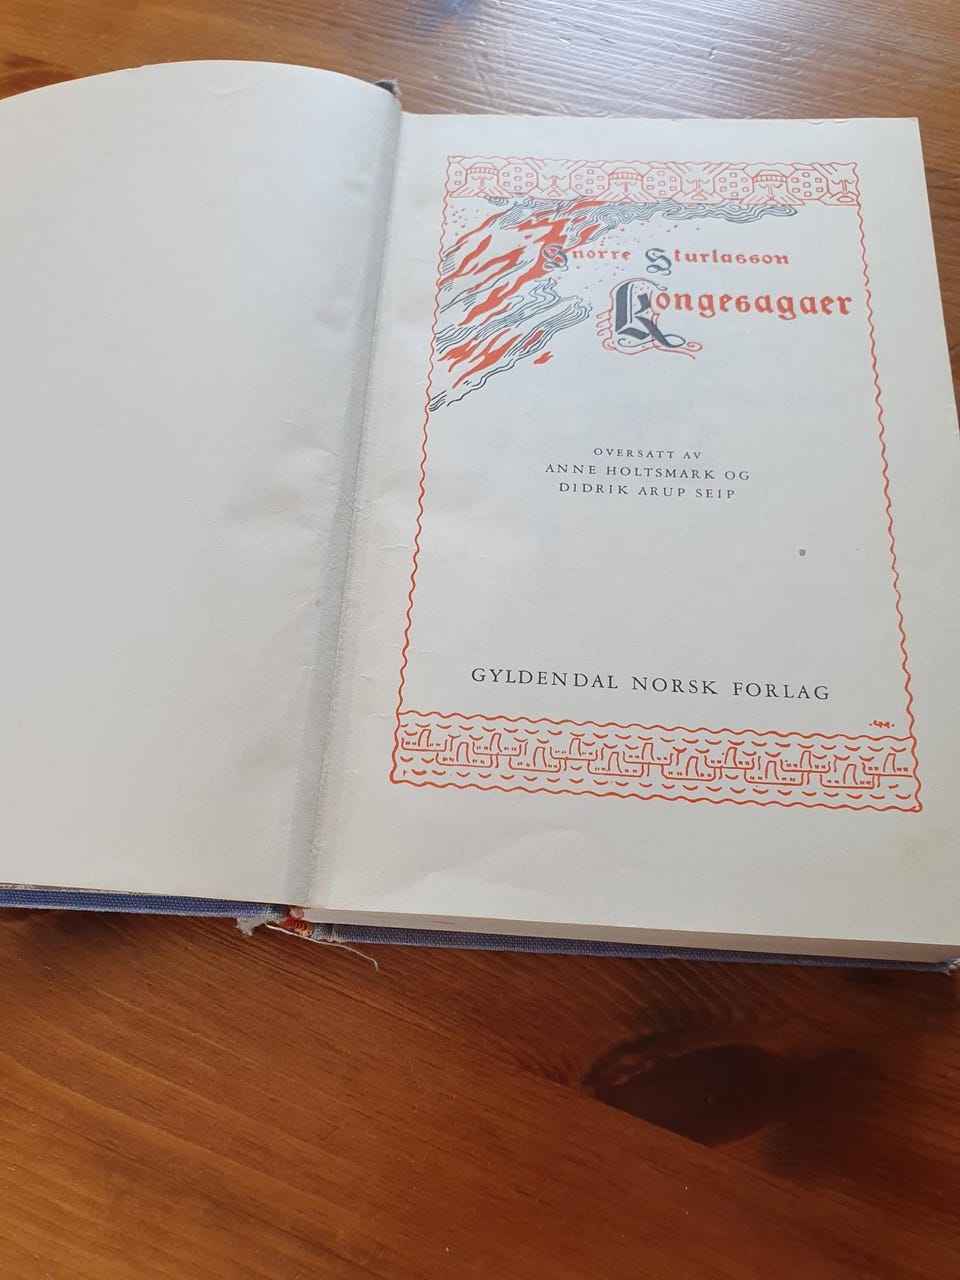 Snorre Sturlasson
Kongesagaer
OVERSATT AV
ANNE HOLTSMARK OG
DIDRIK ARUP SEIP
GYLDENDAL NORSK FORLAG